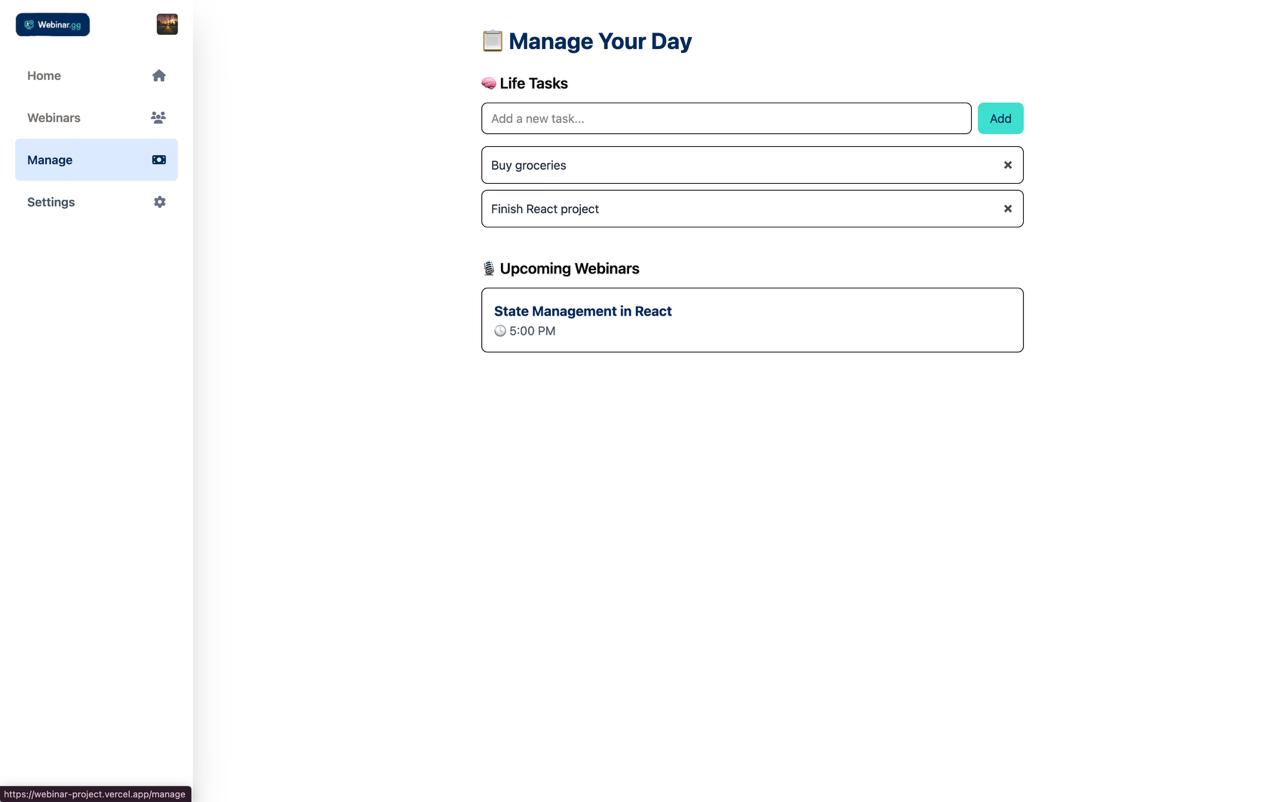 Webinar.gg
Home
Webinars
Manage
Settings
📋 Manage Your Day
🧠 Life Tasks
Add a new task...
Add
Buy groceries
Finish React project
🎙️ Upcoming Webinars
State Management in React
🕒 5:00 PM
https://webinar-project.vercel.app/manage